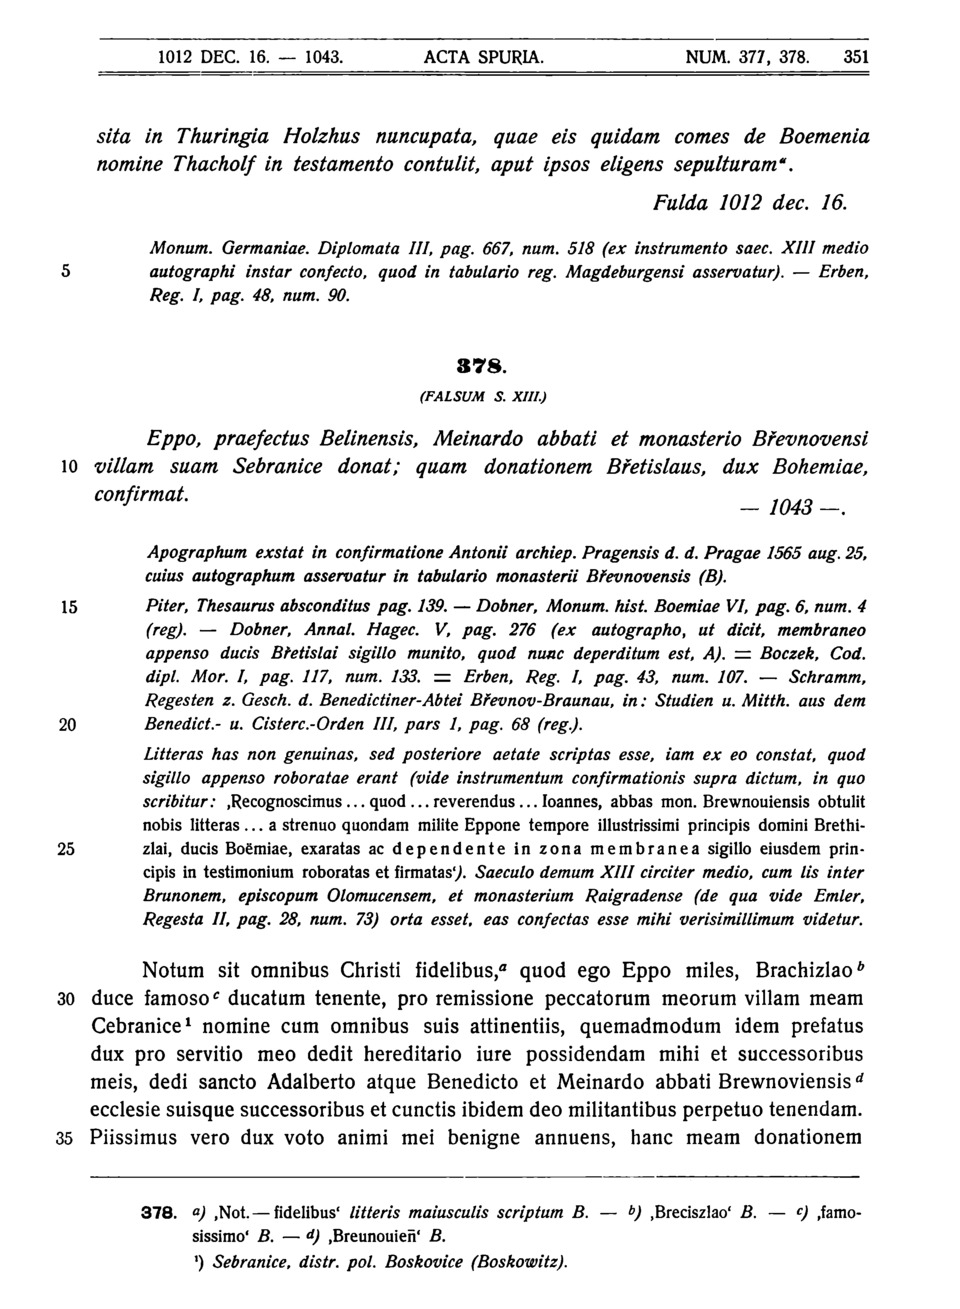 1012 DEC. 16. — 1043. ACTA SPURIA. NUM. 377, 378. 351
sita in Thuringia Holzhus nuncupata, quae eis quidam comes de Boemenia
nomine Thacholf in testamento contulit, aput ipsos eligens sepulturam“.
Fulda 1012 dec. 16.
Monum. Germaniae. Diplomata III, pag. 667, num. 518 (ex instrumento saec. XIII medio
5 autographi instar confecto, quod in tabulario reg. Magdeburgensi asservatur). — Erben,
Reg. I, pag. 48, num. 90.
378.
(FALSUM S. XIII.)
Eppo, praefectus Belinensis, Meinardo abbati et monasterio Břevnovensi
10 villam suam Sebranice donat; quam donationem Břetislaus, dux Bohemiae,
confirmat.
— 1043 —.
Apographum exstat in confirmatione Antonii archiep. Pragensis d. d. Pragae 1565 aug. 25,
cuius autographum asservatur in tabulario monasterii Břevnovensis (B).
15 Piter, Thesaurus absconditus pag. 139. — Dobner, Monum. hist. Boemiae VI, pag. 6, num. 4
(reg). — Dobner, Annal. Hagec. V, pag. 276 (ex autographo, ut dicit, membraneo
appenso ducis Břetislai sigillo munito, quod nunc deperditum est, A). = Boczek, Cod.
dipl. Mor. I, pag. 117, num. 133. = Erben, Reg. I, pag. 43, num. 107. — Schramm,
Regesten z. Gesch. d. Benedictiner-Abtei Břevnov-Braunau, in: Studien u. Mitth. aus dem
20 Benedict.- u. Cisterc.-Orden III, pars 1, pag. 68 (reg.).
Litteras has non genuinas, sed posteriore aetate scriptas esse, iam ex eo constat, quod
sigillo appenso roboratae erant (vide instrumentum confirmationis supra dictum, in quo
scribitur: ‚Recognoscimus ... quod ... reverendus ... Ioannes, abbas mon. Brewnouiensis obtulit
nobis litteras ... a strenuo quondam milite Eppone tempore illustrissimi principis domini Brethi-
25 zlai, ducis Boëmiae, exaratas ac dependente in zona membranea sigillo eiusdem prin-
cipis in testimonium roboratas et firmatas‘). Saeculo demum XIII circiter medio, cum lis inter
Brunonem, episcopum Olomucensem, et monasterium Raigradense (de qua vide Emler,
Regesta II, pag. 28, num. 73) orta esset, eas confectas esse mihi verisimillimum videtur.
Notum sit omnibus Christi fidelibus,a quod ego Eppo miles, Brachizlao b
30 duce famoso c ducatum tenente, pro remissione peccatorum meorum villam meam
Cebranice 1 nomine cum omnibus suis attinentiis, quemadmodum idem prefatus
dux pro servitio meo dedit hereditario iure possidendam mihi et successoribus
meis, dedi sancto Adalberto atque Benedicto et Meinardo abbati Brewnoviensis d
ecclesie suisque successoribus et cunctis ibidem deo militantibus perpetuo tenendam.
35 Piissimus vero dux voto animi mei benigne annuens, hanc meam donationem
378. a) ‚Not. — fidelibus‘ litteris maiusculis scriptum B. — b) ‚Breciszlao‘ B. — c) ‚famo-
sissimo‘ B. — d) ‚Breunouieñ‘ B.
1) Sebranice, distr. pol. Boskovice (Boskowitz).